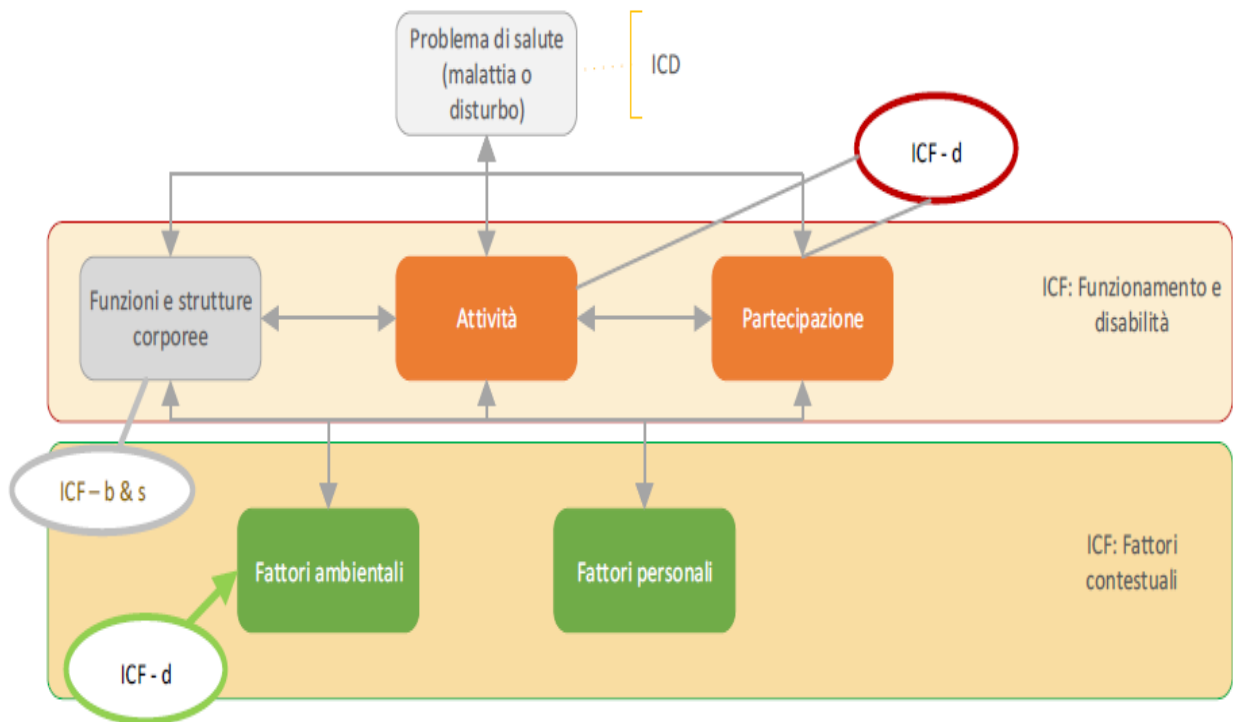 Problema di salute
(malattia o
disturbo)
ICD
ICF - d
Funzioni e strutture
corporee
Attività
Partecipazione
ICF: Funzionamento e
disabilità
ICF – b & s
Fattori ambientali
Fattori personali
ICF: Fattori
contestuali
ICF - d